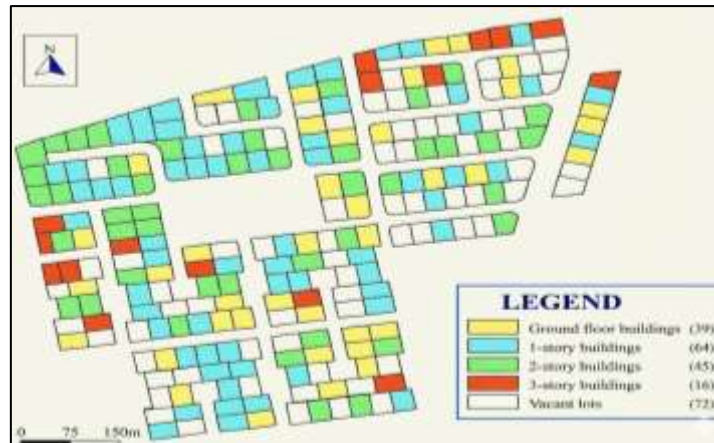 N
LEGEND
Ground floor buildings (39)
1-story buildings (64)
2-story buildings (45)
3-story buildings (16)
Vacant lots (72)
0 75 150m